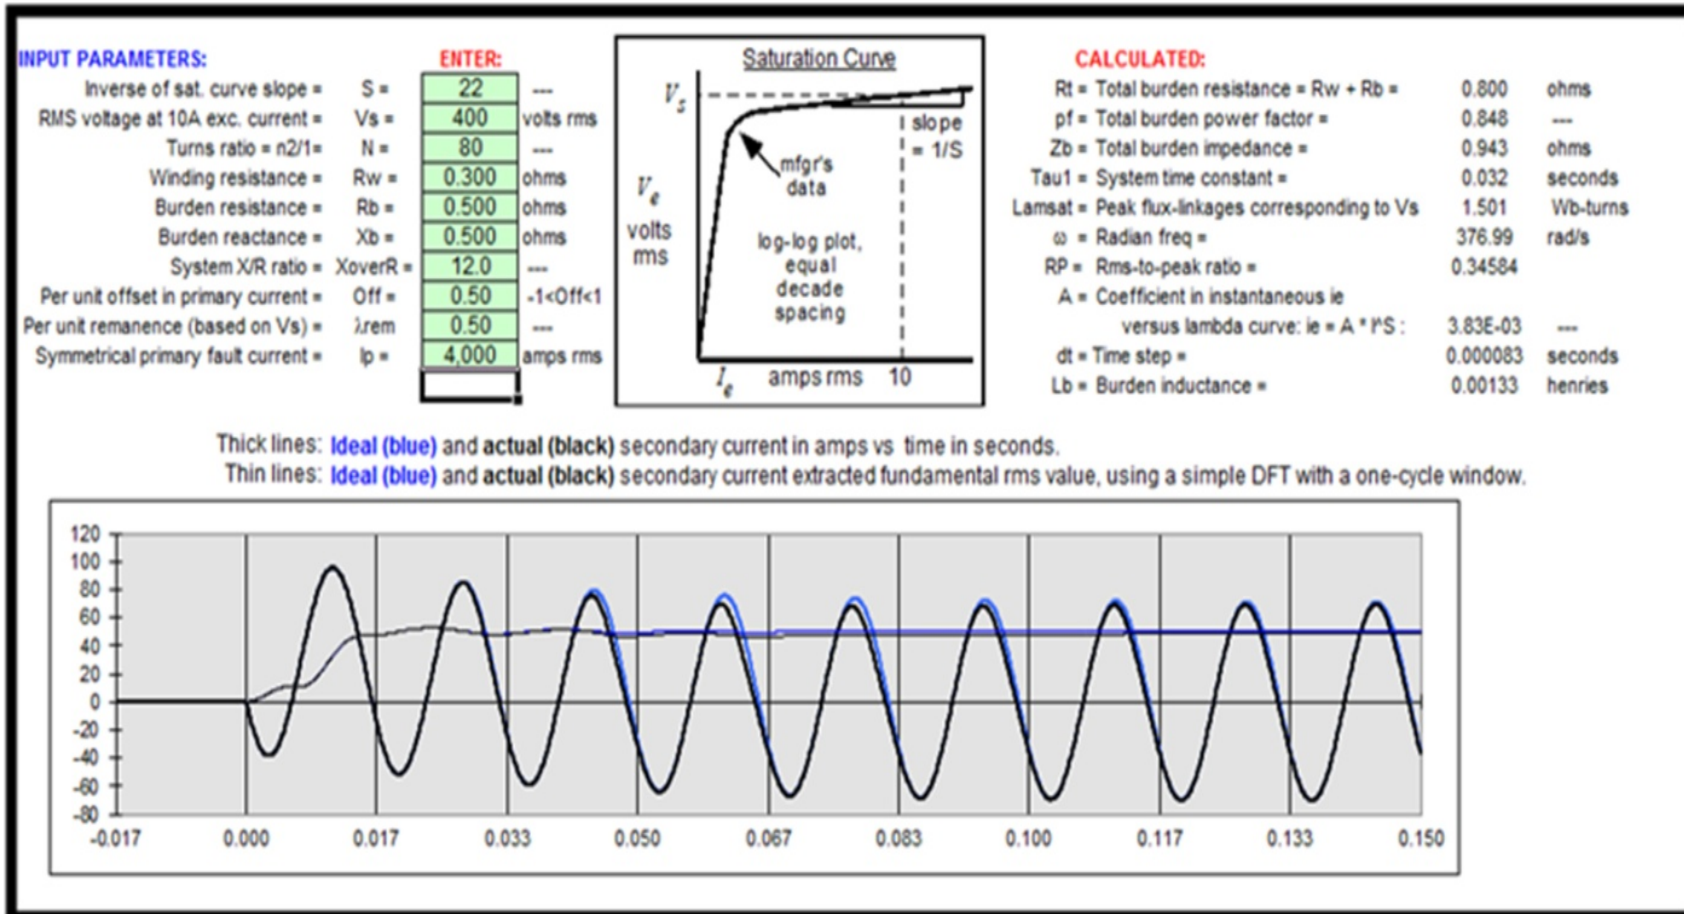 INPUT PARAMETERS: ENTER:
Inverse of sat. curve slope = S = 22 ---
RMS voltage at 10A exc. current = Vs = 400 volts rms
Turns ratio = n2/1= N = 80 ---
Winding resistance = Rw = 0.300 ohms
Burden resistance = Rb = 0.500 ohms
Burden reactance = Xb = 0.500 ohms
System X/R ratio = XoverR = 12.0 ---
Per unit offset in primary current = Off = 0.50 -1<Off<1
Per unit remanence (based on Vs) = λrem 0.50 ---
Symmetrical primary fault current = Ip = 4,000 amps rms
Saturation Curve
Vs
slope
= 1/S
mfgr's
data
Ve
volts
rms
log-log plot,
equal
decade
spacing
Ie amps rms 10
CALCULATED:
Rt = Total burden resistance = Rw + Rb = 0.800 ohms
pf = Total burden power factor = 0.848 ---
Zb = Total burden impedance = 0.943 ohms
Tau1 = System time constant = 0.032 seconds
Lamsat = Peak flux-linkages corresponding to Vs 1.501 Wb-turns
ω = Radian freq = 376.99 rad/s
RP = Rms-to-peak ratio = 0.34584
A = Coefficient in instantaneous ie
versus lambda curve: ie = A * l^S : 3.83E-03 ---
dt = Time step = 0.000083 seconds
Lb = Burden inductance = 0.00133 henries
Thick lines: Ideal (blue) and actual (black) secondary current in amps vs time in seconds.
Thin lines: Ideal (blue) and actual (black) secondary current extracted fundamental rms value, using a simple DFT with a one-cycle window.
120
100
80
60
40
20
0
-20
-40
-60
-80
-0.017 0.000 0.017 0.033 0.050 0.067 0.083 0.100 0.117 0.133 0.150